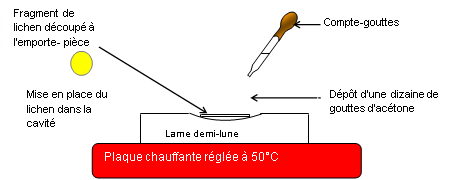 Fragment de
lichen découpé à
l'emporte- pièce
Compte-gouttes
Mise en place du
lichen dans la
cavité
Dépôt d'une dizaine de
gouttes d'acétone
Lame demi-lune
Plaque chauffante réglée à 50°C